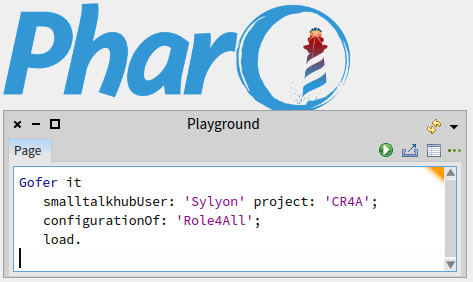 Pharo
Playground
Page
Gofer it
smalltalkhubUser: 'Sylyon' project: 'CR4A';
configurationOf: 'Role4All';
load.